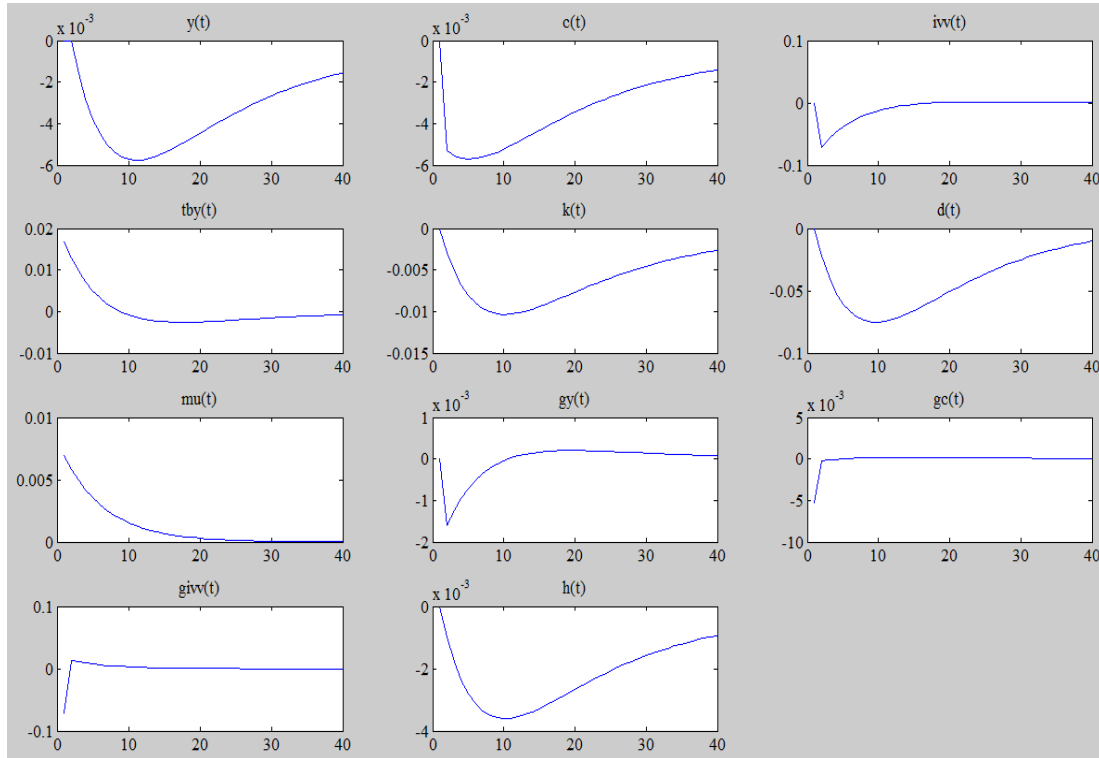 x 10⁻³ y(t)
0
-2
-4
-6
0 10 20 30 40
x 10⁻³ c(t)
0
-2
-4
-6
0 10 20 30 40
ivv(t)
0.1
0
-0.1
0 10 20 30 40
tby(t)
0.02
0.01
0
-0.01
0 10 20 30 40
k(t)
0
-0.005
-0.01
-0.015
0 10 20 30 40
d(t)
0
-0.05
-0.1
0 10 20 30 40
mu(t)
0.01
0.005
0
0 10 20 30 40
x 10⁻³ gy(t)
1
0
-1
-2
0 10 20 30 40
x 10⁻³ gc(t)
5
0
-5
-10
0 10 20 30 40
givv(t)
0.1
0
-0.1
0 10 20 30 40
x 10⁻³ h(t)
0
-2
-4
0 10 20 30 40